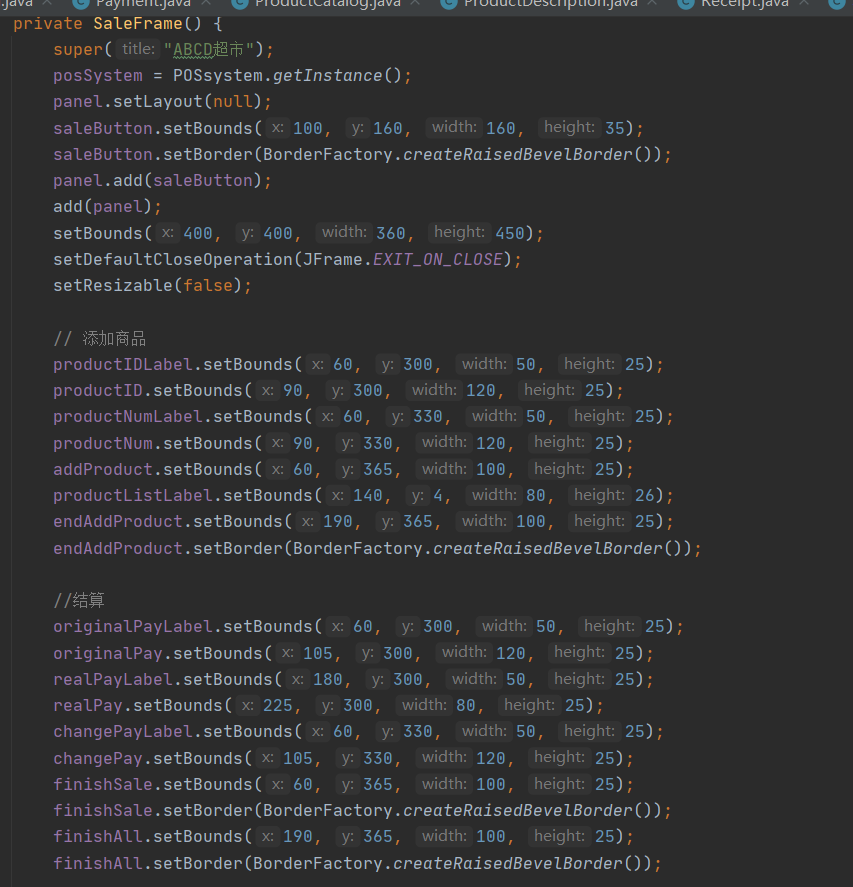 .java Payment.java ProductCatalog.java ProductDescription.java Receipt.java
private SaleFrame() {
super( title: "ABCD超市");
posSystem = POSsystem.getInstance();
panel.setLayout(null);
saleButton.setBounds( x: 100, y: 160, width: 160, height: 35);
saleButton.setBorder(BorderFactory.createRaisedBevelBorder());
panel.add(saleButton);
add(panel);
setBounds( x: 400, y: 400, width: 360, height: 450);
setDefaultCloseOperation(JFrame.EXIT_ON_CLOSE);
setResizable(false);
// 添加商品
productIDLabel.setBounds( x: 60, y: 300, width: 50, height: 25);
productID.setBounds( x: 90, y: 300, width: 120, height: 25);
productNumLabel.setBounds( x: 60, y: 330, width: 50, height: 25);
productNum.setBounds( x: 90, y: 330, width: 120, height: 25);
addProduct.setBounds( x: 60, y: 365, width: 100, height: 25);
productListLabel.setBounds( x: 140, y: 4, width: 80, height: 26);
endAddProduct.setBounds( x: 190, y: 365, width: 100, height: 25);
endAddProduct.setBorder(BorderFactory.createRaisedBevelBorder());
//结算
originalPayLabel.setBounds( x: 60, y: 300, width: 50, height: 25);
originalPay.setBounds( x: 105, y: 300, width: 120, height: 25);
realPayLabel.setBounds( x: 180, y: 300, width: 50, height: 25);
realPay.setBounds( x: 225, y: 300, width: 80, height: 25);
changePayLabel.setBounds( x: 60, y: 330, width: 50, height: 25);
changePay.setBounds( x: 105, y: 330, width: 120, height: 25);
finishSale.setBounds( x: 60, y: 365, width: 100, height: 25);
finishSale.setBorder(BorderFactory.createRaisedBevelBorder());
finishAll.setBounds( x: 190, y: 365, width: 100, height: 25);
finishAll.setBorder(BorderFactory.createRaisedBevelBorder());